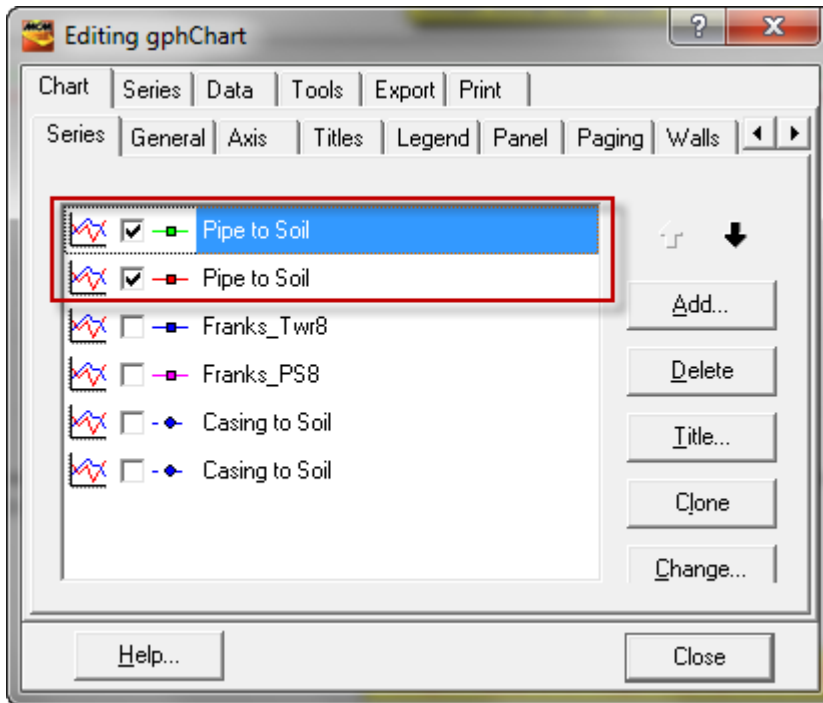 MCM
Editing gphChart
?
X
Chart Series Data Tools Export Print
Series General Axis Titles Legend Panel Paging Walls
Pipe to Soil
Pipe to Soil
Franks_Twr8
Franks_PS8
Casing to Soil
Casing to Soil
Add...
Delete
Title...
Clone
Change...
Help...
Close